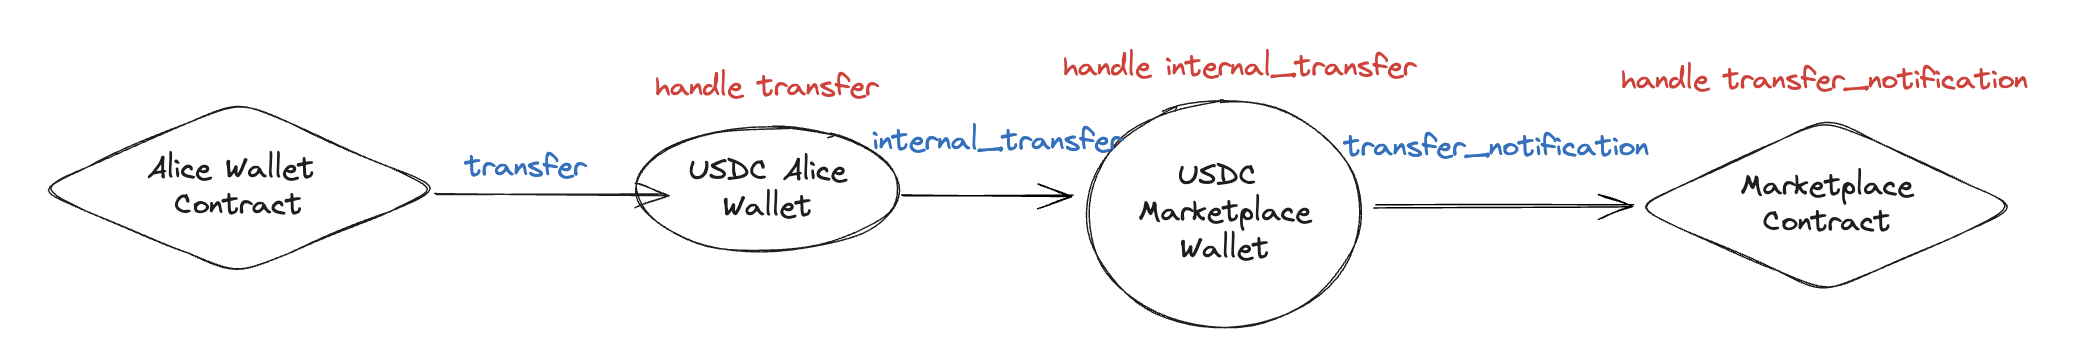 Alice Wallet
Contract
transfer
handle transfer
USDC Alice
Wallet
internal_transfer
handle internal_transfer
USDC
Marketplace
Wallet
transfer_notification
handle transfer_notification
Marketplace
Contract